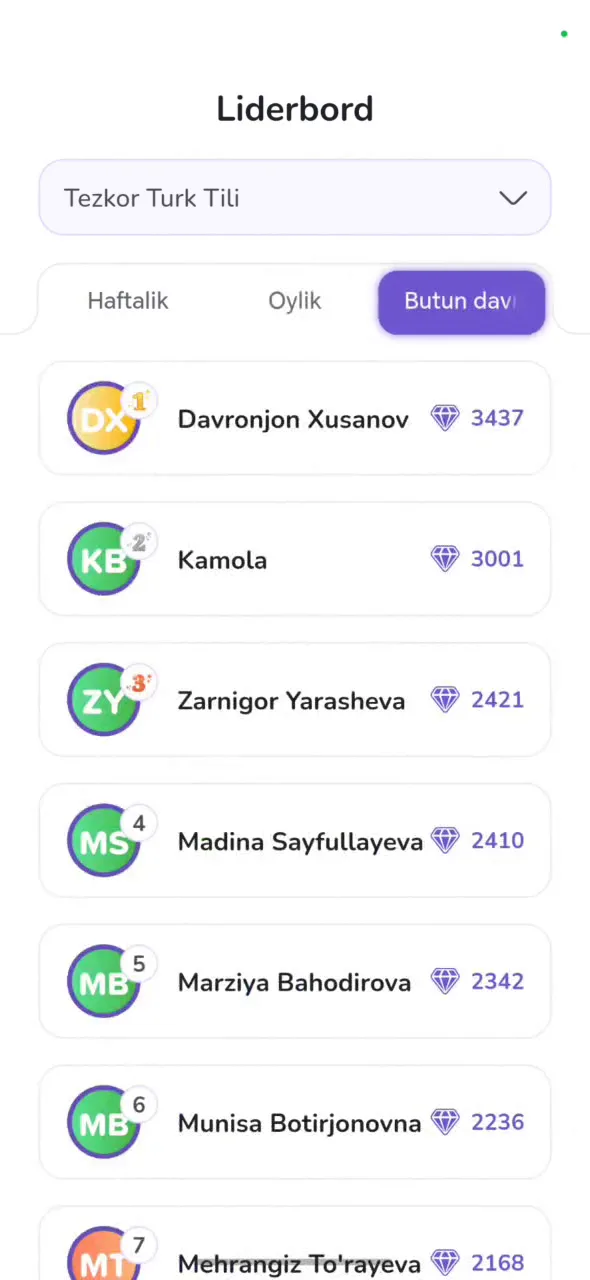 Liderbord
Tezkor Turk Tili
Haftalik Oylik Butun davr
DX 1 Davronjon Xusanov 3437
KB 2 Kamola 3001
ZY 3 Zarnigor Yarasheva 2421
MS 4 Madina Sayfullayeva 2410
MB 5 Marziya Bahodirova 2342
MB 6 Munisa Botirjonovna 2236
MT 7 Mehrangiz To'rayeva 2168